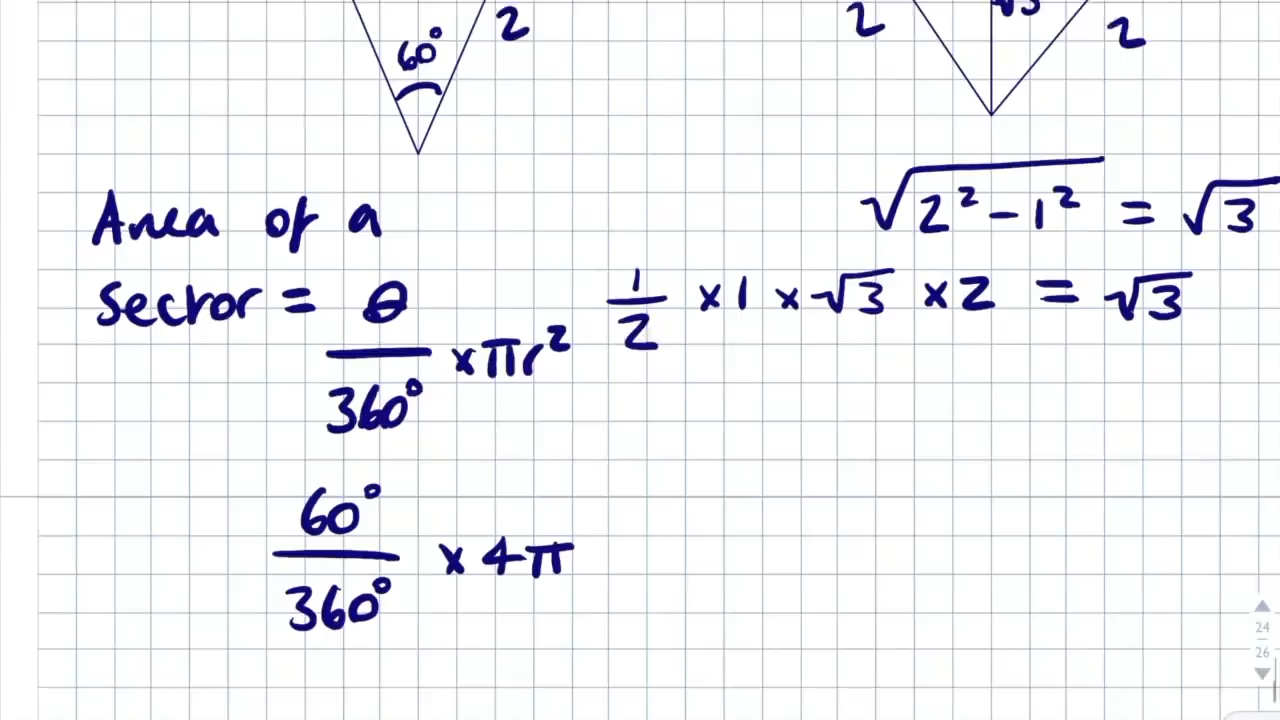 60° 2
2 √3 2
Area of a
sector = θ/360° × πr²
60°/360° × 4π
√2² − 1² = √3
1/2 × 1 × √3 × 2 = √3
24
26